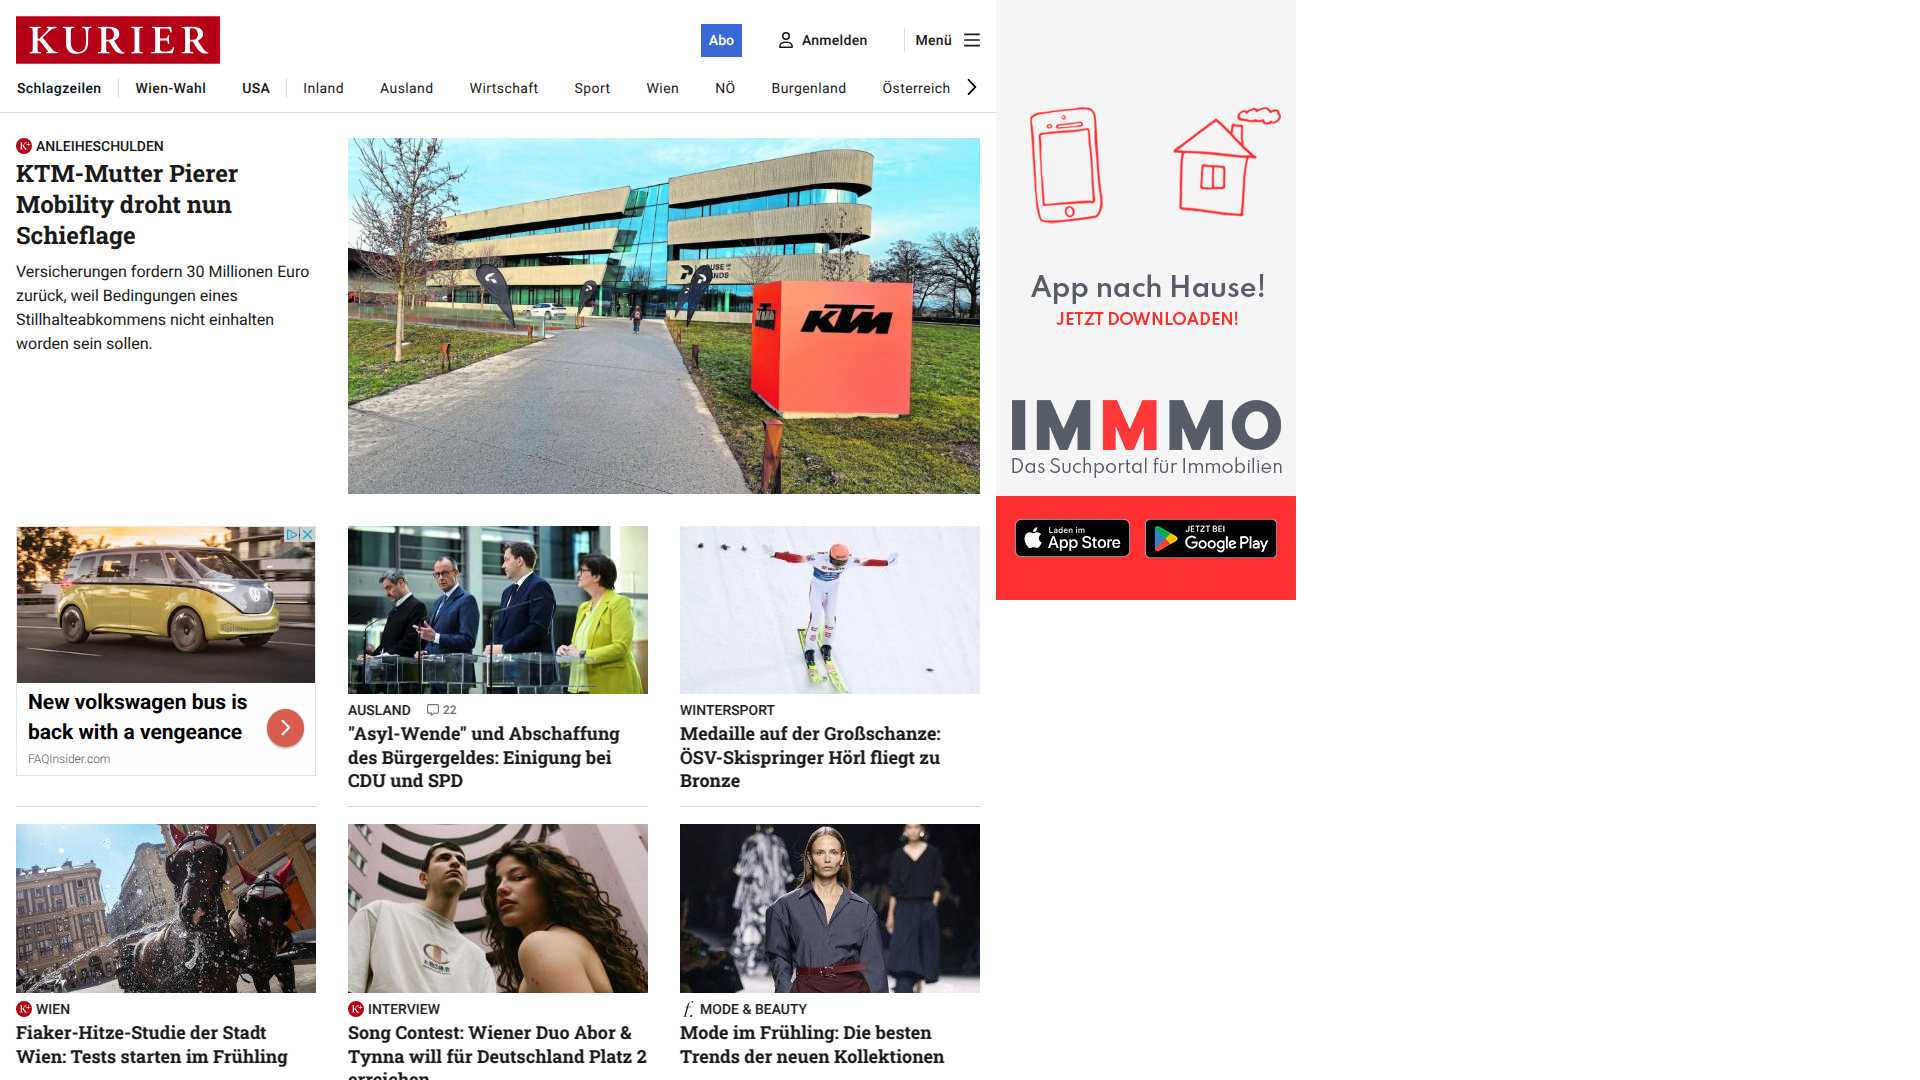 KURIER
Abo
Anmelden
Menü
Schlagzeilen
Wien-Wahl
USA
Inland
Ausland
Wirtschaft
Sport
Wien
NÖ
Burgenland
Österreich
ANLEIHESCHULDEN
KTM-Mutter Pierer
Mobility droht nun
Schieflage
Versicherungen fordern 30 Millionen Euro
zurück, weil Bedingungen eines
Stillhalteabkommens nicht einhalten
worden sein sollen.
KTM
App nach Hause!
JETZT DOWNLOADEN!
IMMMO
Das Suchportal für Immobilien
Laden im
App Store
JETZT BEI
Google Play
New volkswagen bus is
back with a vengeance
FAQInsider.com
AUSLAND 22
"Asyl-Wende" und Abschaffung
des Bürgergeldes: Einigung bei
CDU und SPD
WINTERSPORT
Medaille auf der Großschanze:
ÖSV-Skispringer Hörl fliegt zu
Bronze
K+ WIEN
Fiaker-Hitze-Studie der Stadt
Wien: Tests starten im Frühling
K+ INTERVIEW
Song Contest: Wiener Duo Abor &
Tynna will für Deutschland Platz 2
erreichen
f. MODE & BEAUTY
Mode im Frühling: Die besten
Trends der neuen Kollektionen